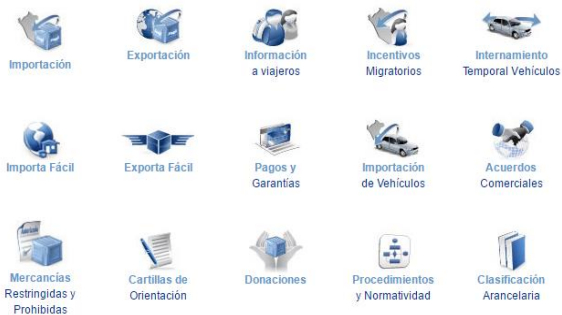 Importación
Exportación
Información
a viajeros
Incentivos
Migratorios
Internamiento
Temporal Vehículos
Importa Fácil
Exporta Fácil
Pagos y
Garantías
Importación
de Vehículos
Acuerdos
Comerciales
Mercancías
Restringidas y
Prohibidas
Cartillas de
Orientación
Donaciones
Procedimientos
y Normatividad
Clasificación
Arancelaria